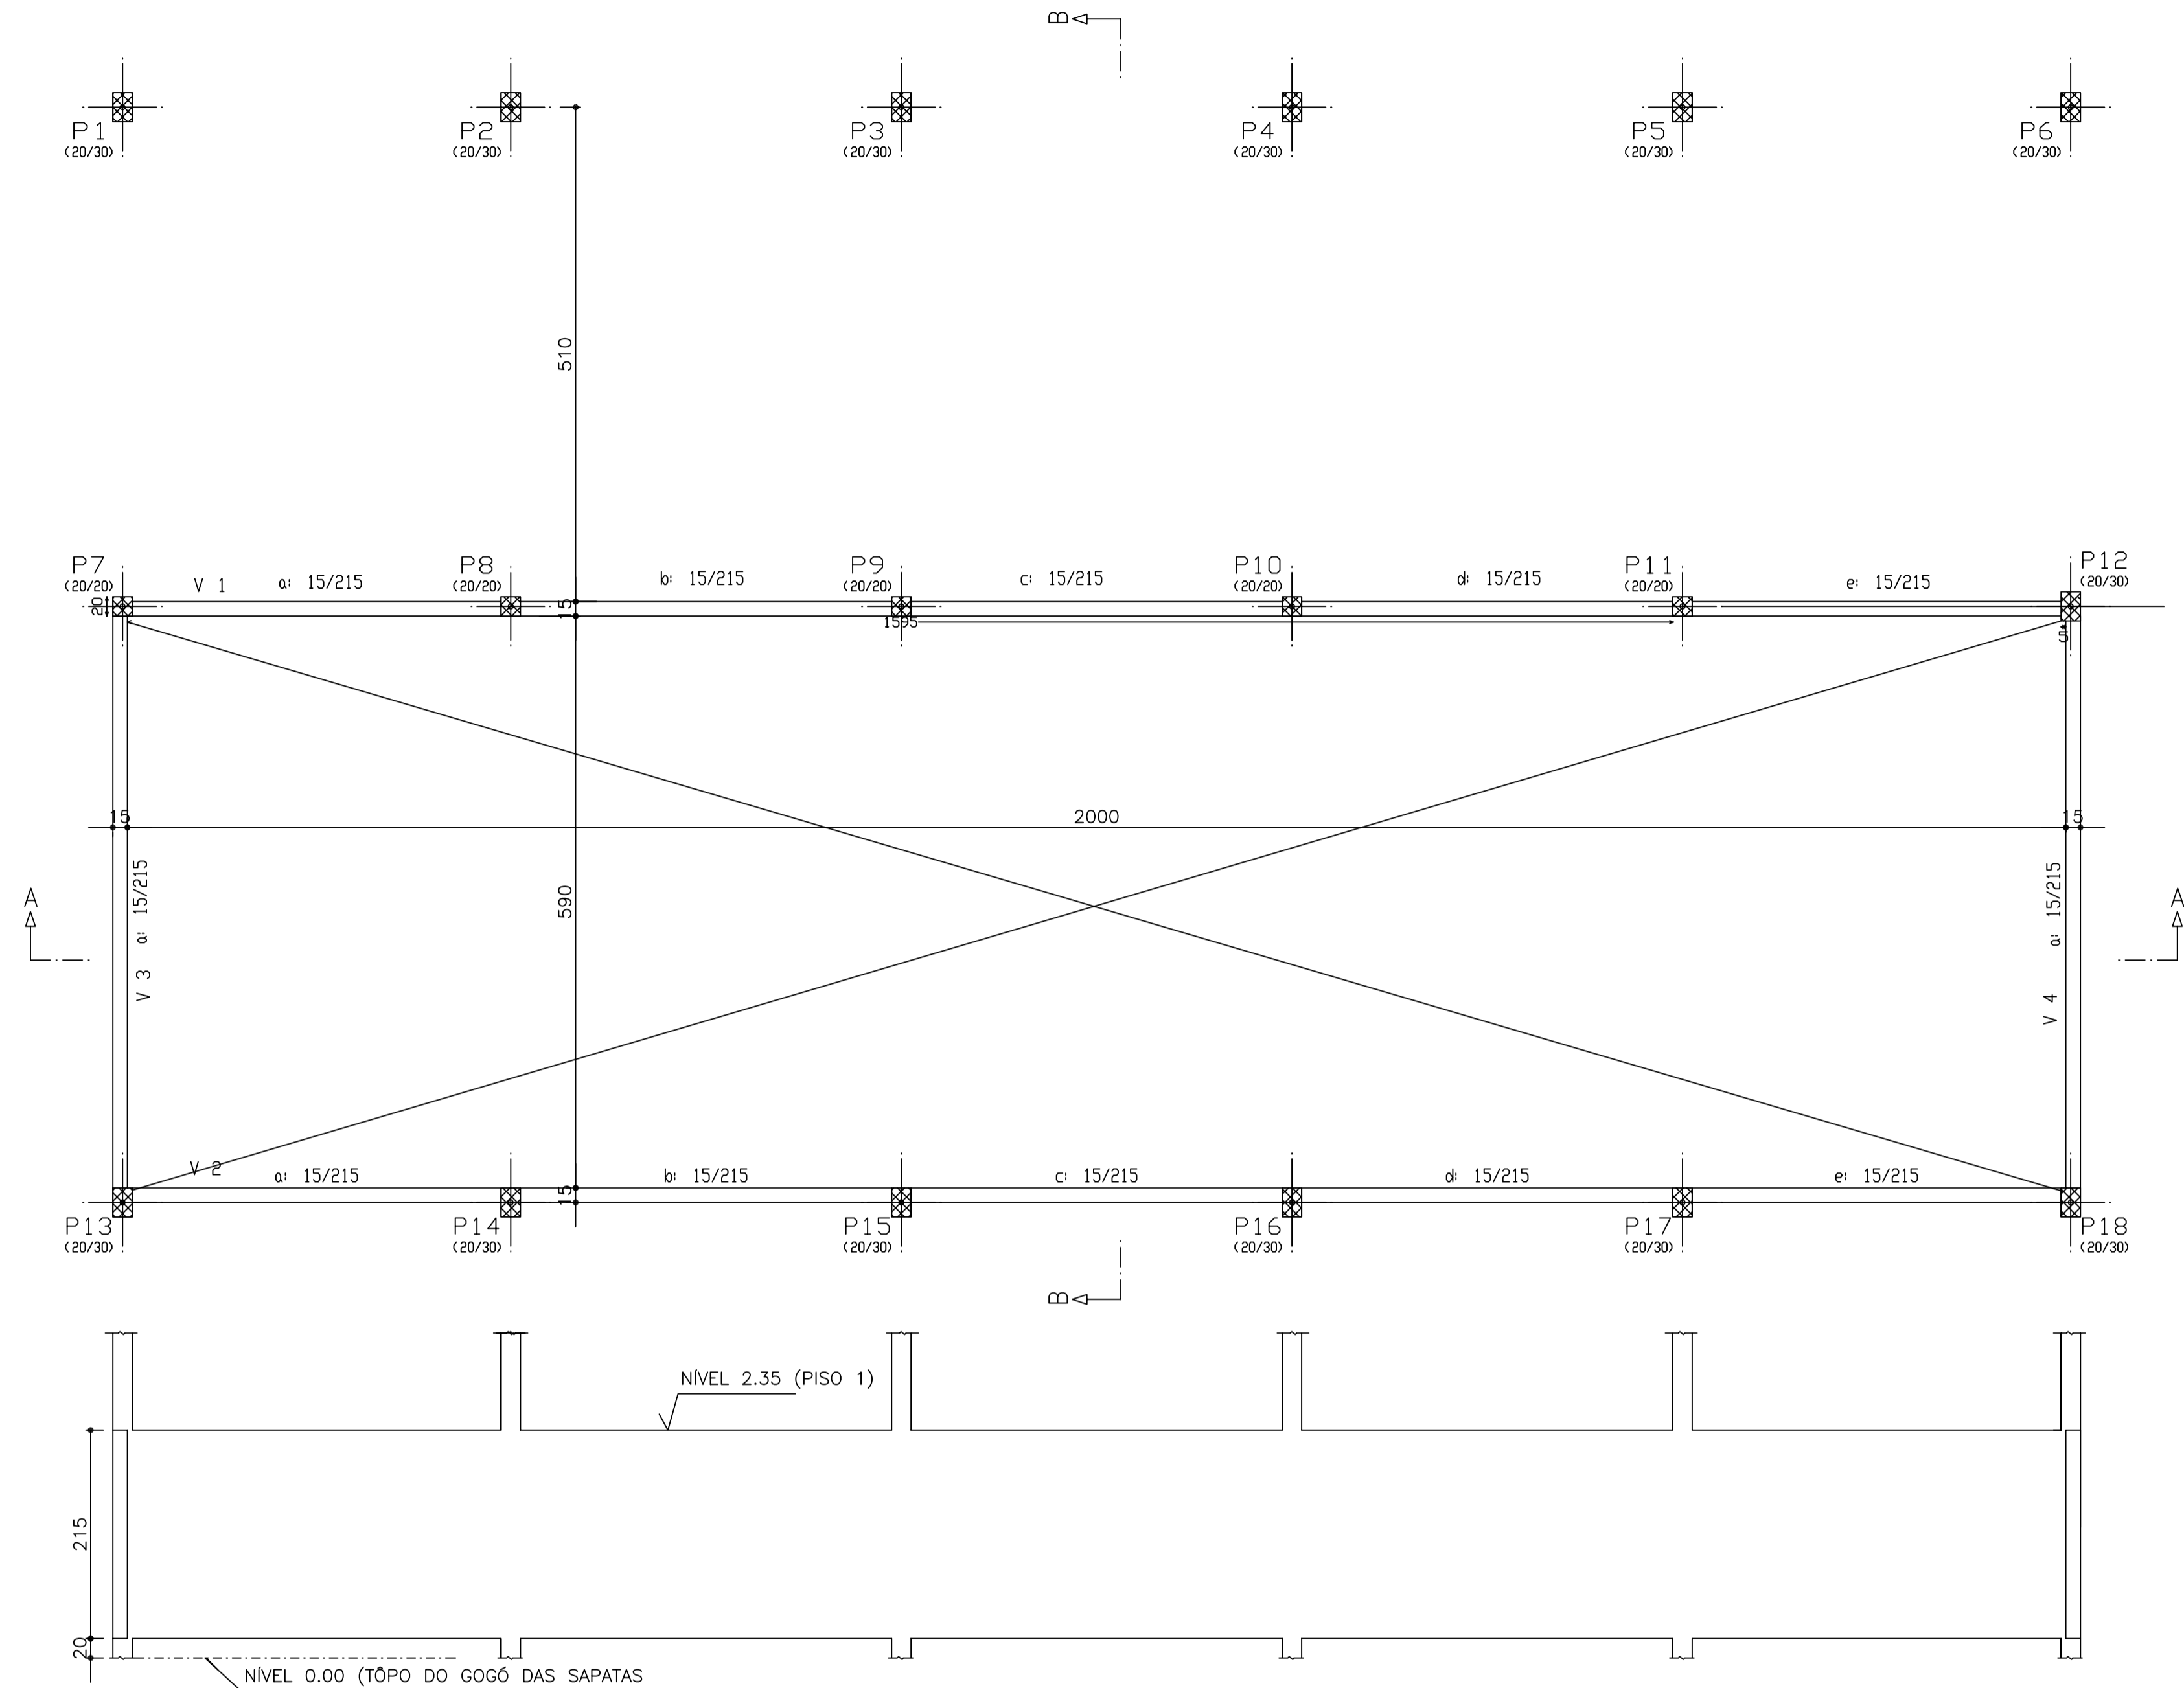 B
P1 P2 P3 P4 P5 P6
(20/30) (20/30) (20/30) (20/30) (20/30) (20/30)
510
P7 P8 P9 P10 P11 P12
(20/20) (20/20) (20/20) (20/20) (20/20) (20/30)
V 1 a: 15/215 b: 15/215 c: 15/215 d: 15/215 e: 15/215
20
15
1595
5
15 2000 15
590
A A
V 3 a: 15/215
V 4 a: 15/215
V 2 a: 15/215 b: 15/215 c: 15/215 d: 15/215 e: 15/215
15
P13 P14 P15 P16 P17 P18
(20/30) (20/30) (20/30) (20/30) (20/30) (20/30)
B
NÍVEL 2.35 (PISO 1)
215
20
NÍVEL 0.00 (TÔPO DO GOGÓ DAS SAPATAS